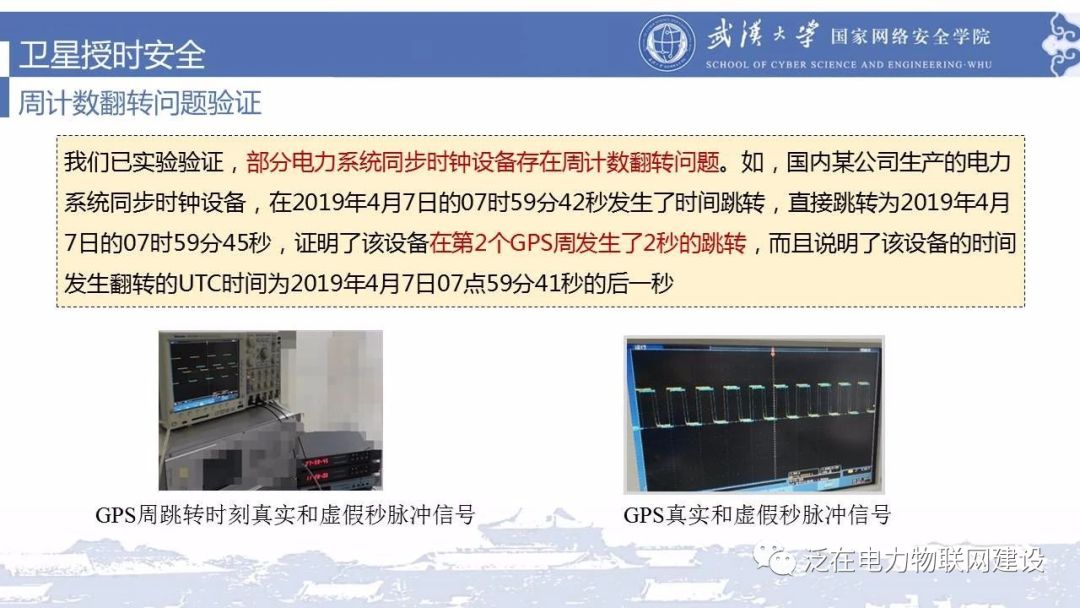 卫星授时安全
武汉大学 国家网络安全学院
SCHOOL OF CYBER SCIENCE AND ENGINEERING·WHU
周计数翻转问题验证
我们已实验验证，部分电力系统同步时钟设备存在周计数翻转问题。如，国内某公司生产的电力
系统同步时钟设备，在2019年4月7日的07时59分42秒发生了时间跳转，直接跳转为2019年4月
7日的07时59分45秒，证明了该设备在第2个GPS周发生了2秒的跳转，而且说明了该设备的时间
发生翻转的UTC时间为2019年4月7日07点59分41秒的后一秒
GPS周跳转时刻真实和虚假秒脉冲信号
GPS真实和虚假秒脉冲信号
泛在电力物联网建设